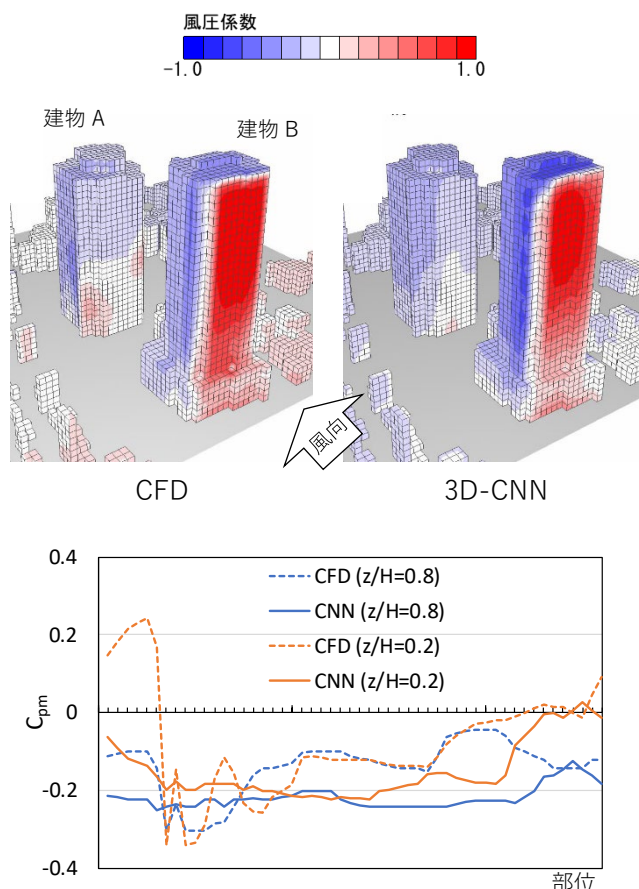 風圧係数
-1.0 1.0
建物 A
建物 B
風向
CFD 3D-CNN
0.4
0.2
0
-0.2
-0.4
Cpm
CFD (z/H=0.8)
CNN (z/H=0.8)
CFD (z/H=0.2)
CNN (z/H=0.2)
部位